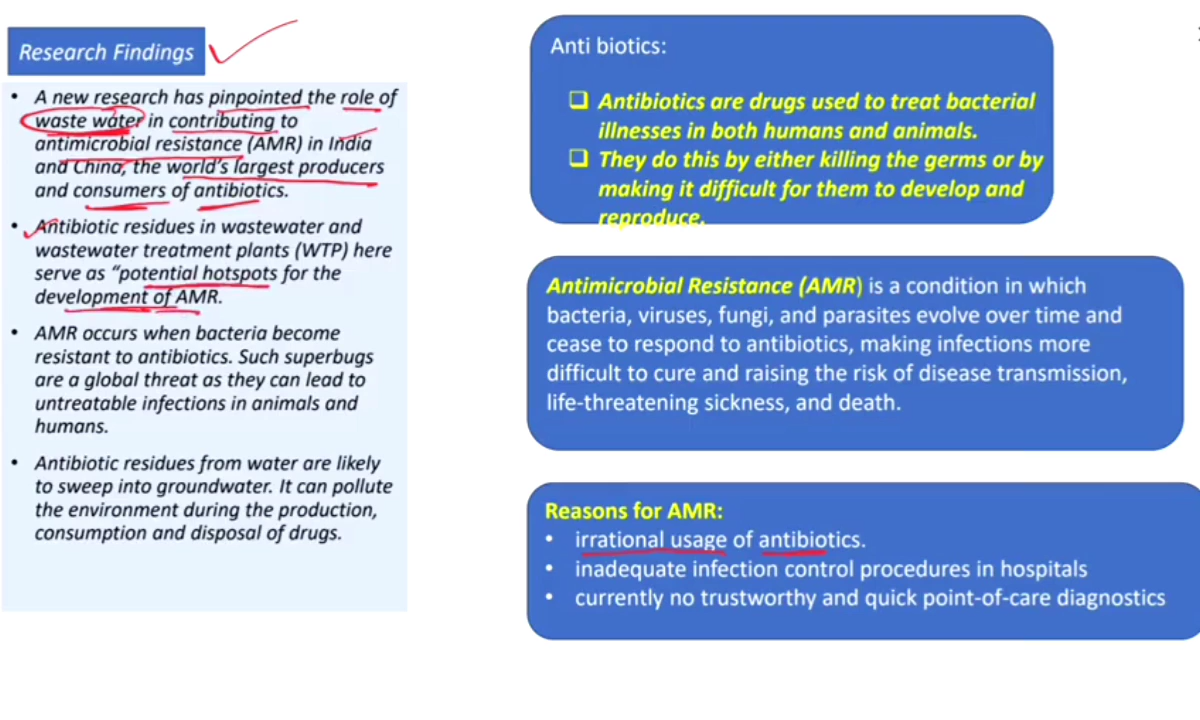 Research Findings
• A new research has pinpointed the role of
waste water in contributing to
antimicrobial resistance (AMR) in India
and China, the world's largest producers
and consumers of antibiotics.
• Antibiotic residues in wastewater and
wastewater treatment plants (WTP) here
serve as “potential hotspots for the
development of AMR.
• AMR occurs when bacteria become
resistant to antibiotics. Such superbugs
are a global threat as they can lead to
untreatable infections in animals and
humans.
• Antibiotic residues from water are likely
to sweep into groundwater. It can pollute
the environment during the production,
consumption and disposal of drugs.
Anti biotics:
❑ Antibiotics are drugs used to treat bacterial
illnesses in both humans and animals.
❑ They do this by either killing the germs or by
making it difficult for them to develop and
reproduce.
Antimicrobial Resistance (AMR) is a condition in which
bacteria, viruses, fungi, and parasites evolve over time and
cease to respond to antibiotics, making infections more
difficult to cure and raising the risk of disease transmission,
life-threatening sickness, and death.
Reasons for AMR:
• irrational usage of antibiotics.
• inadequate infection control procedures in hospitals
• currently no trustworthy and quick point-of-care diagnostics